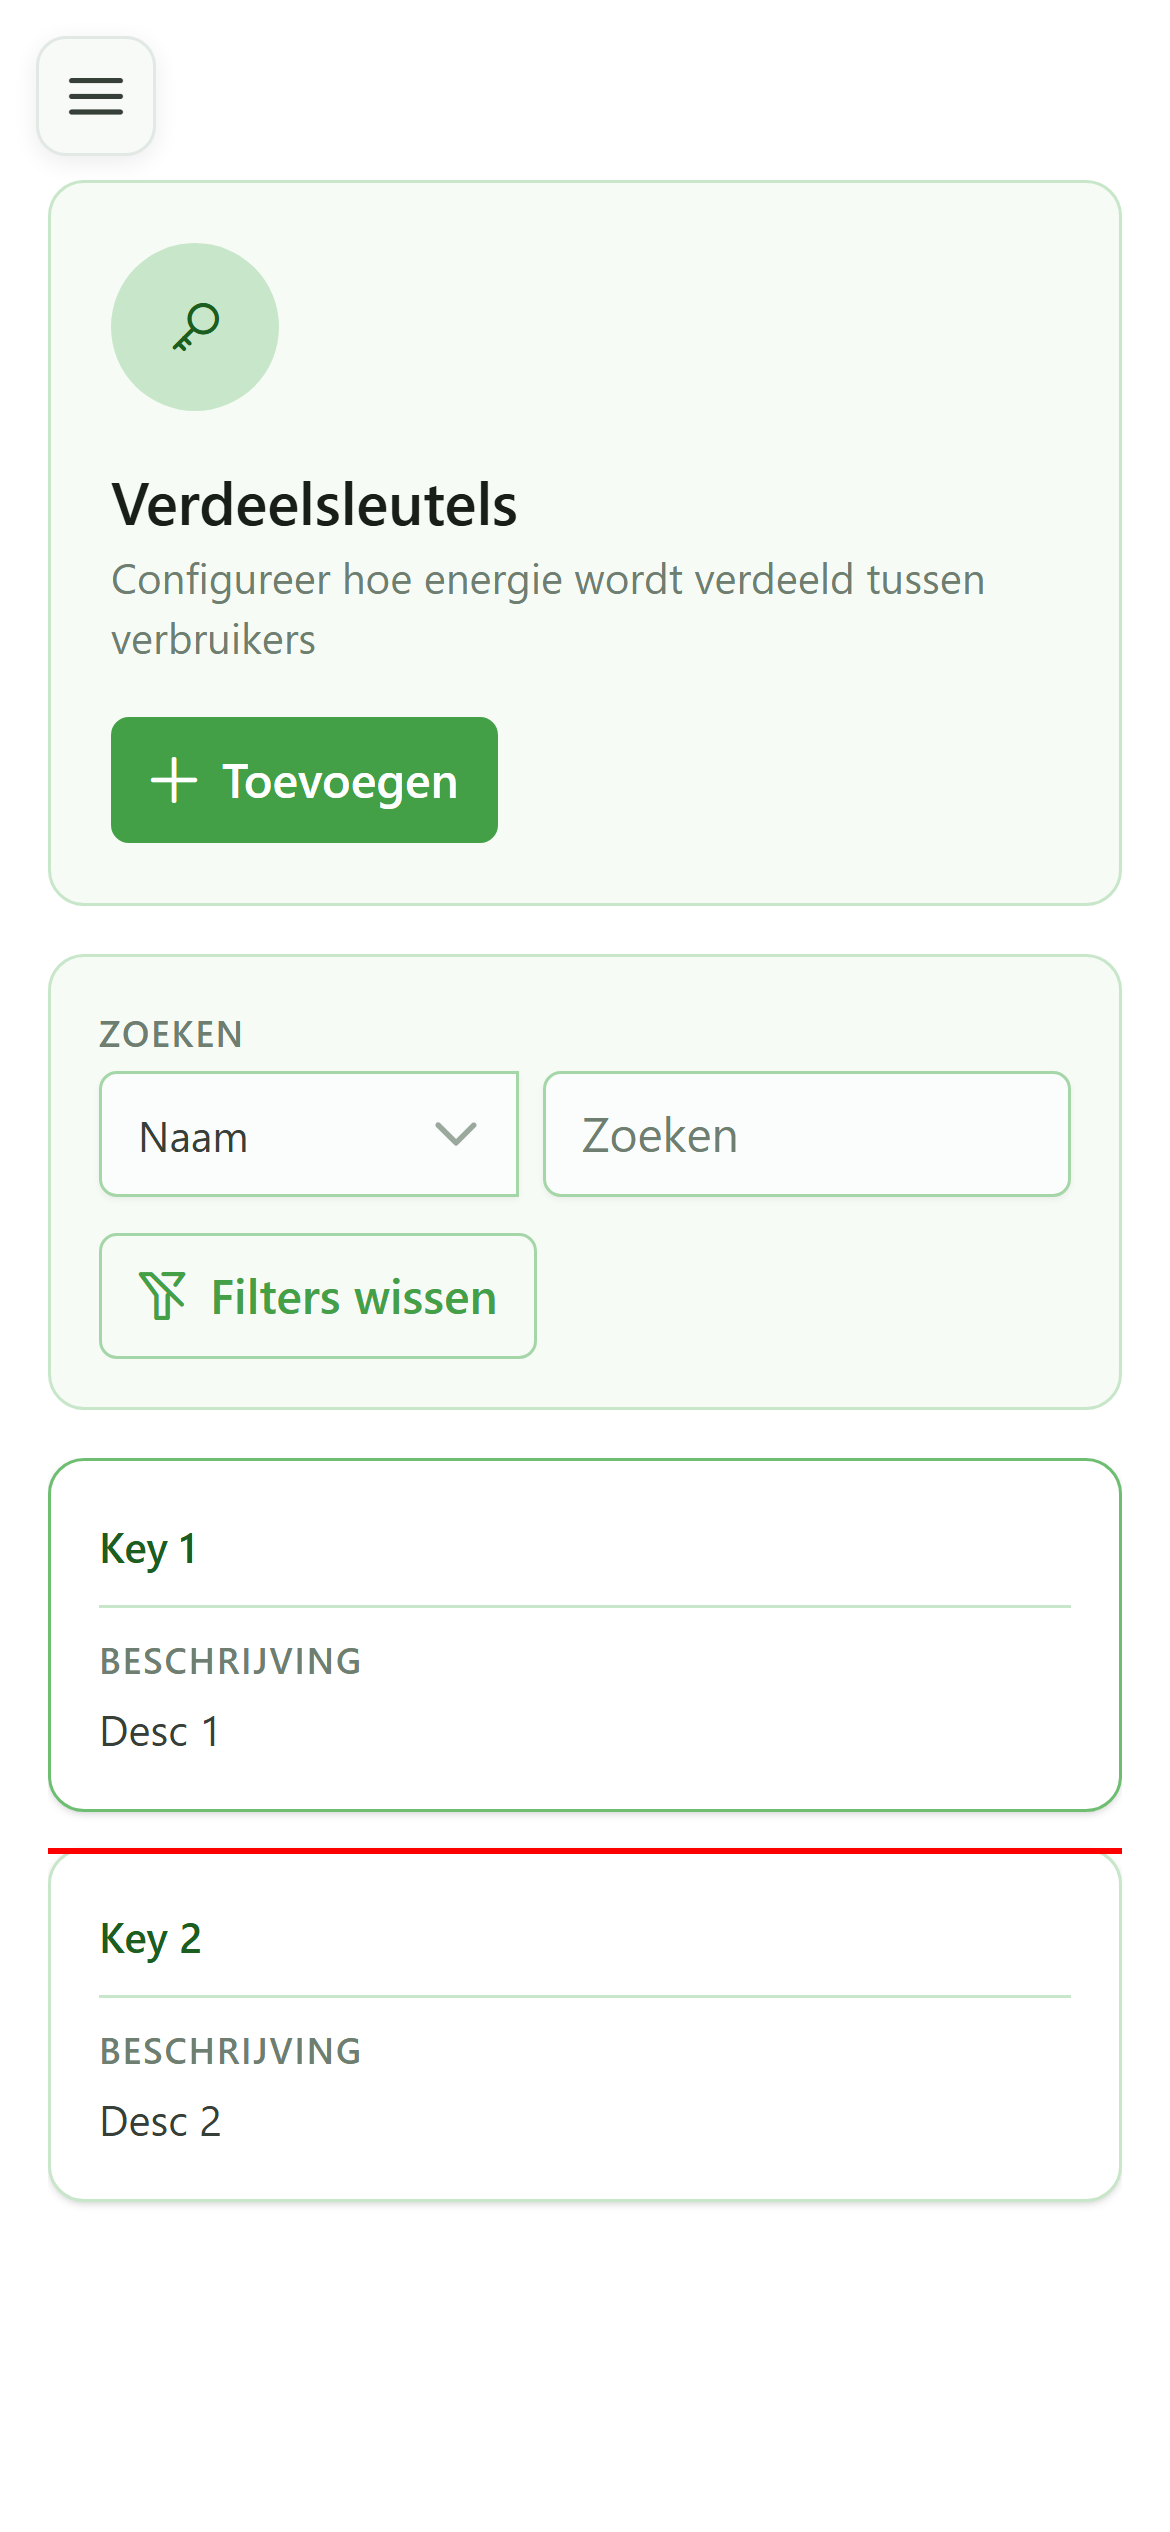 Verdeelsleutels
Configureer hoe energie wordt verdeeld tussen
verbruikers
Toevoegen
ZOEKEN
Naam
Zoeken
Filters wissen
Key 1
BESCHRIJVING
Desc 1
Key 2
BESCHRIJVING
Desc 2